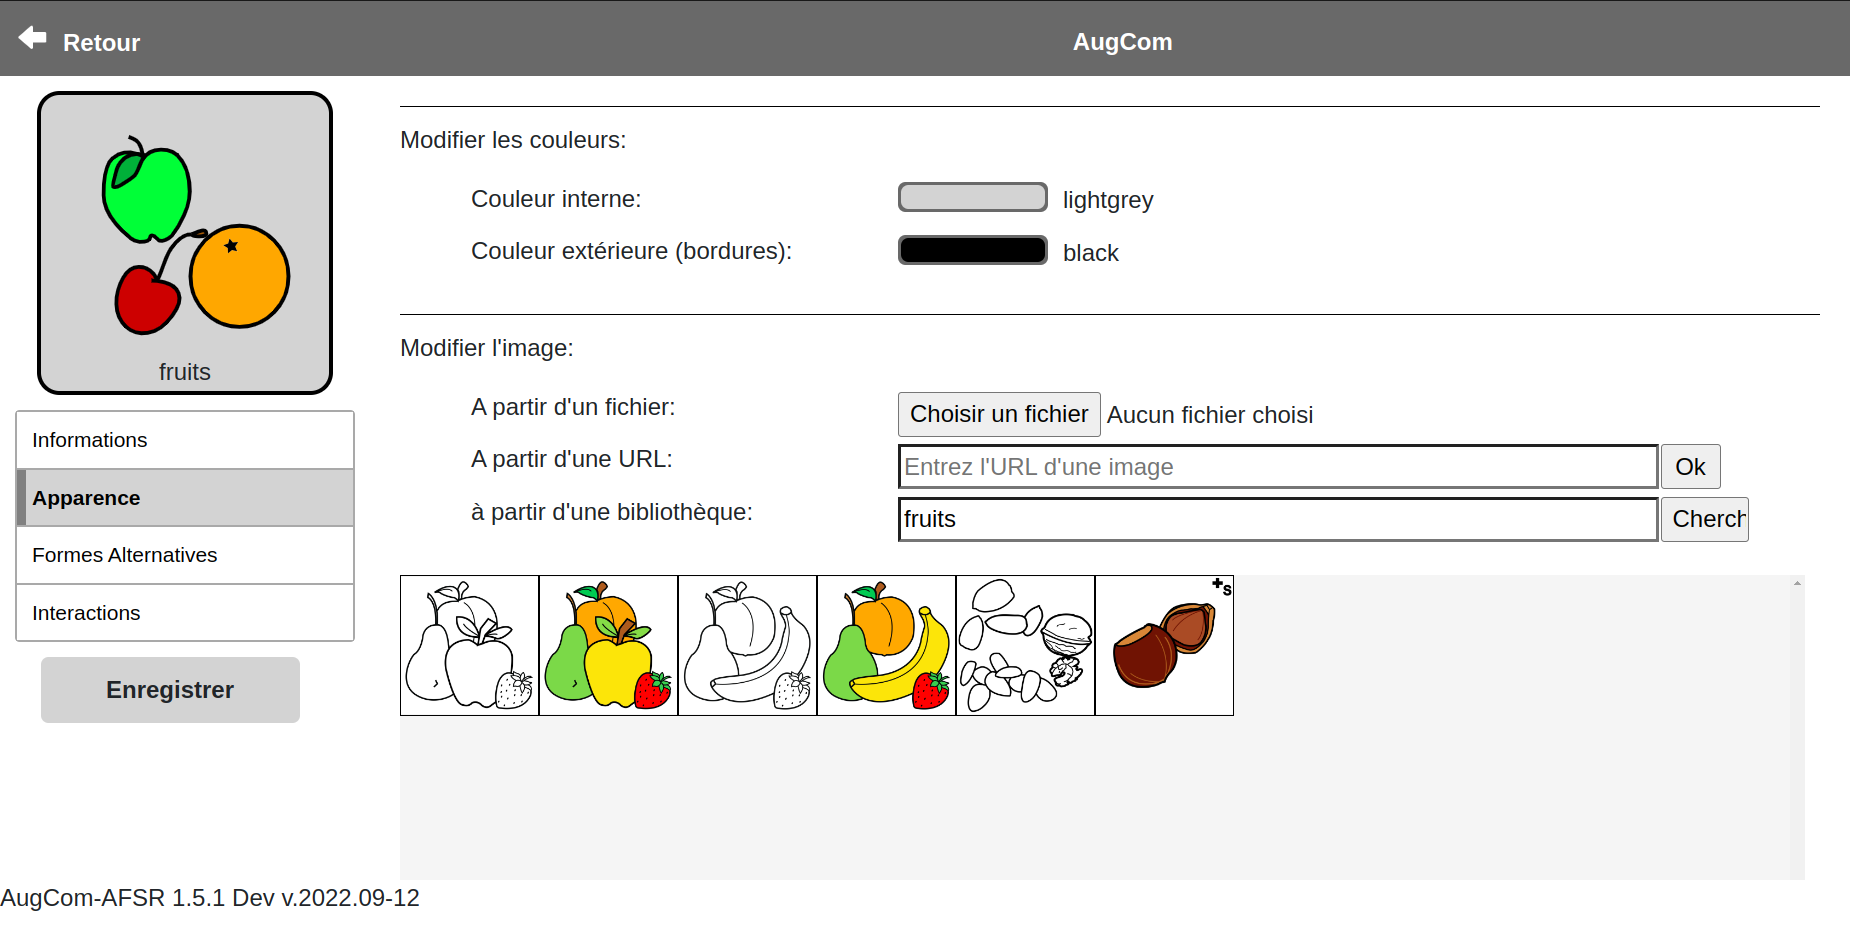 Retour
AugCom
fruits
Informations
Apparence
Formes Alternatives
Interactions
Enregistrer
Modifier les couleurs:
Couleur interne:
lightgrey
Couleur extérieure (bordures):
black
Modifier l'image:
A partir d'un fichier:
Choisir un fichier Aucun fichier choisi
A partir d'une URL:
Entrez l'URL d'une image
Ok
à partir d'une bibliothèque:
fruits
Cherch
+s
AugCom-AFSR 1.5.1 Dev v.2022.09-12